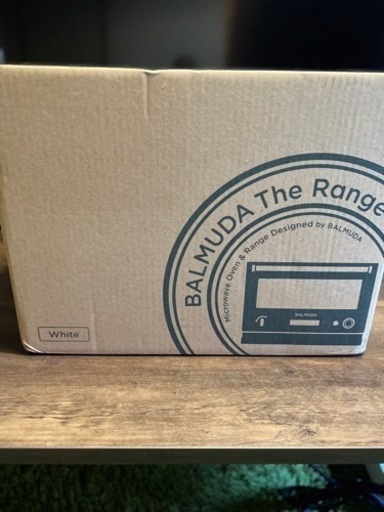 BALMUDA The Range
Microwave Oven & Range Designed by BALMUDA
BALMUDA
White